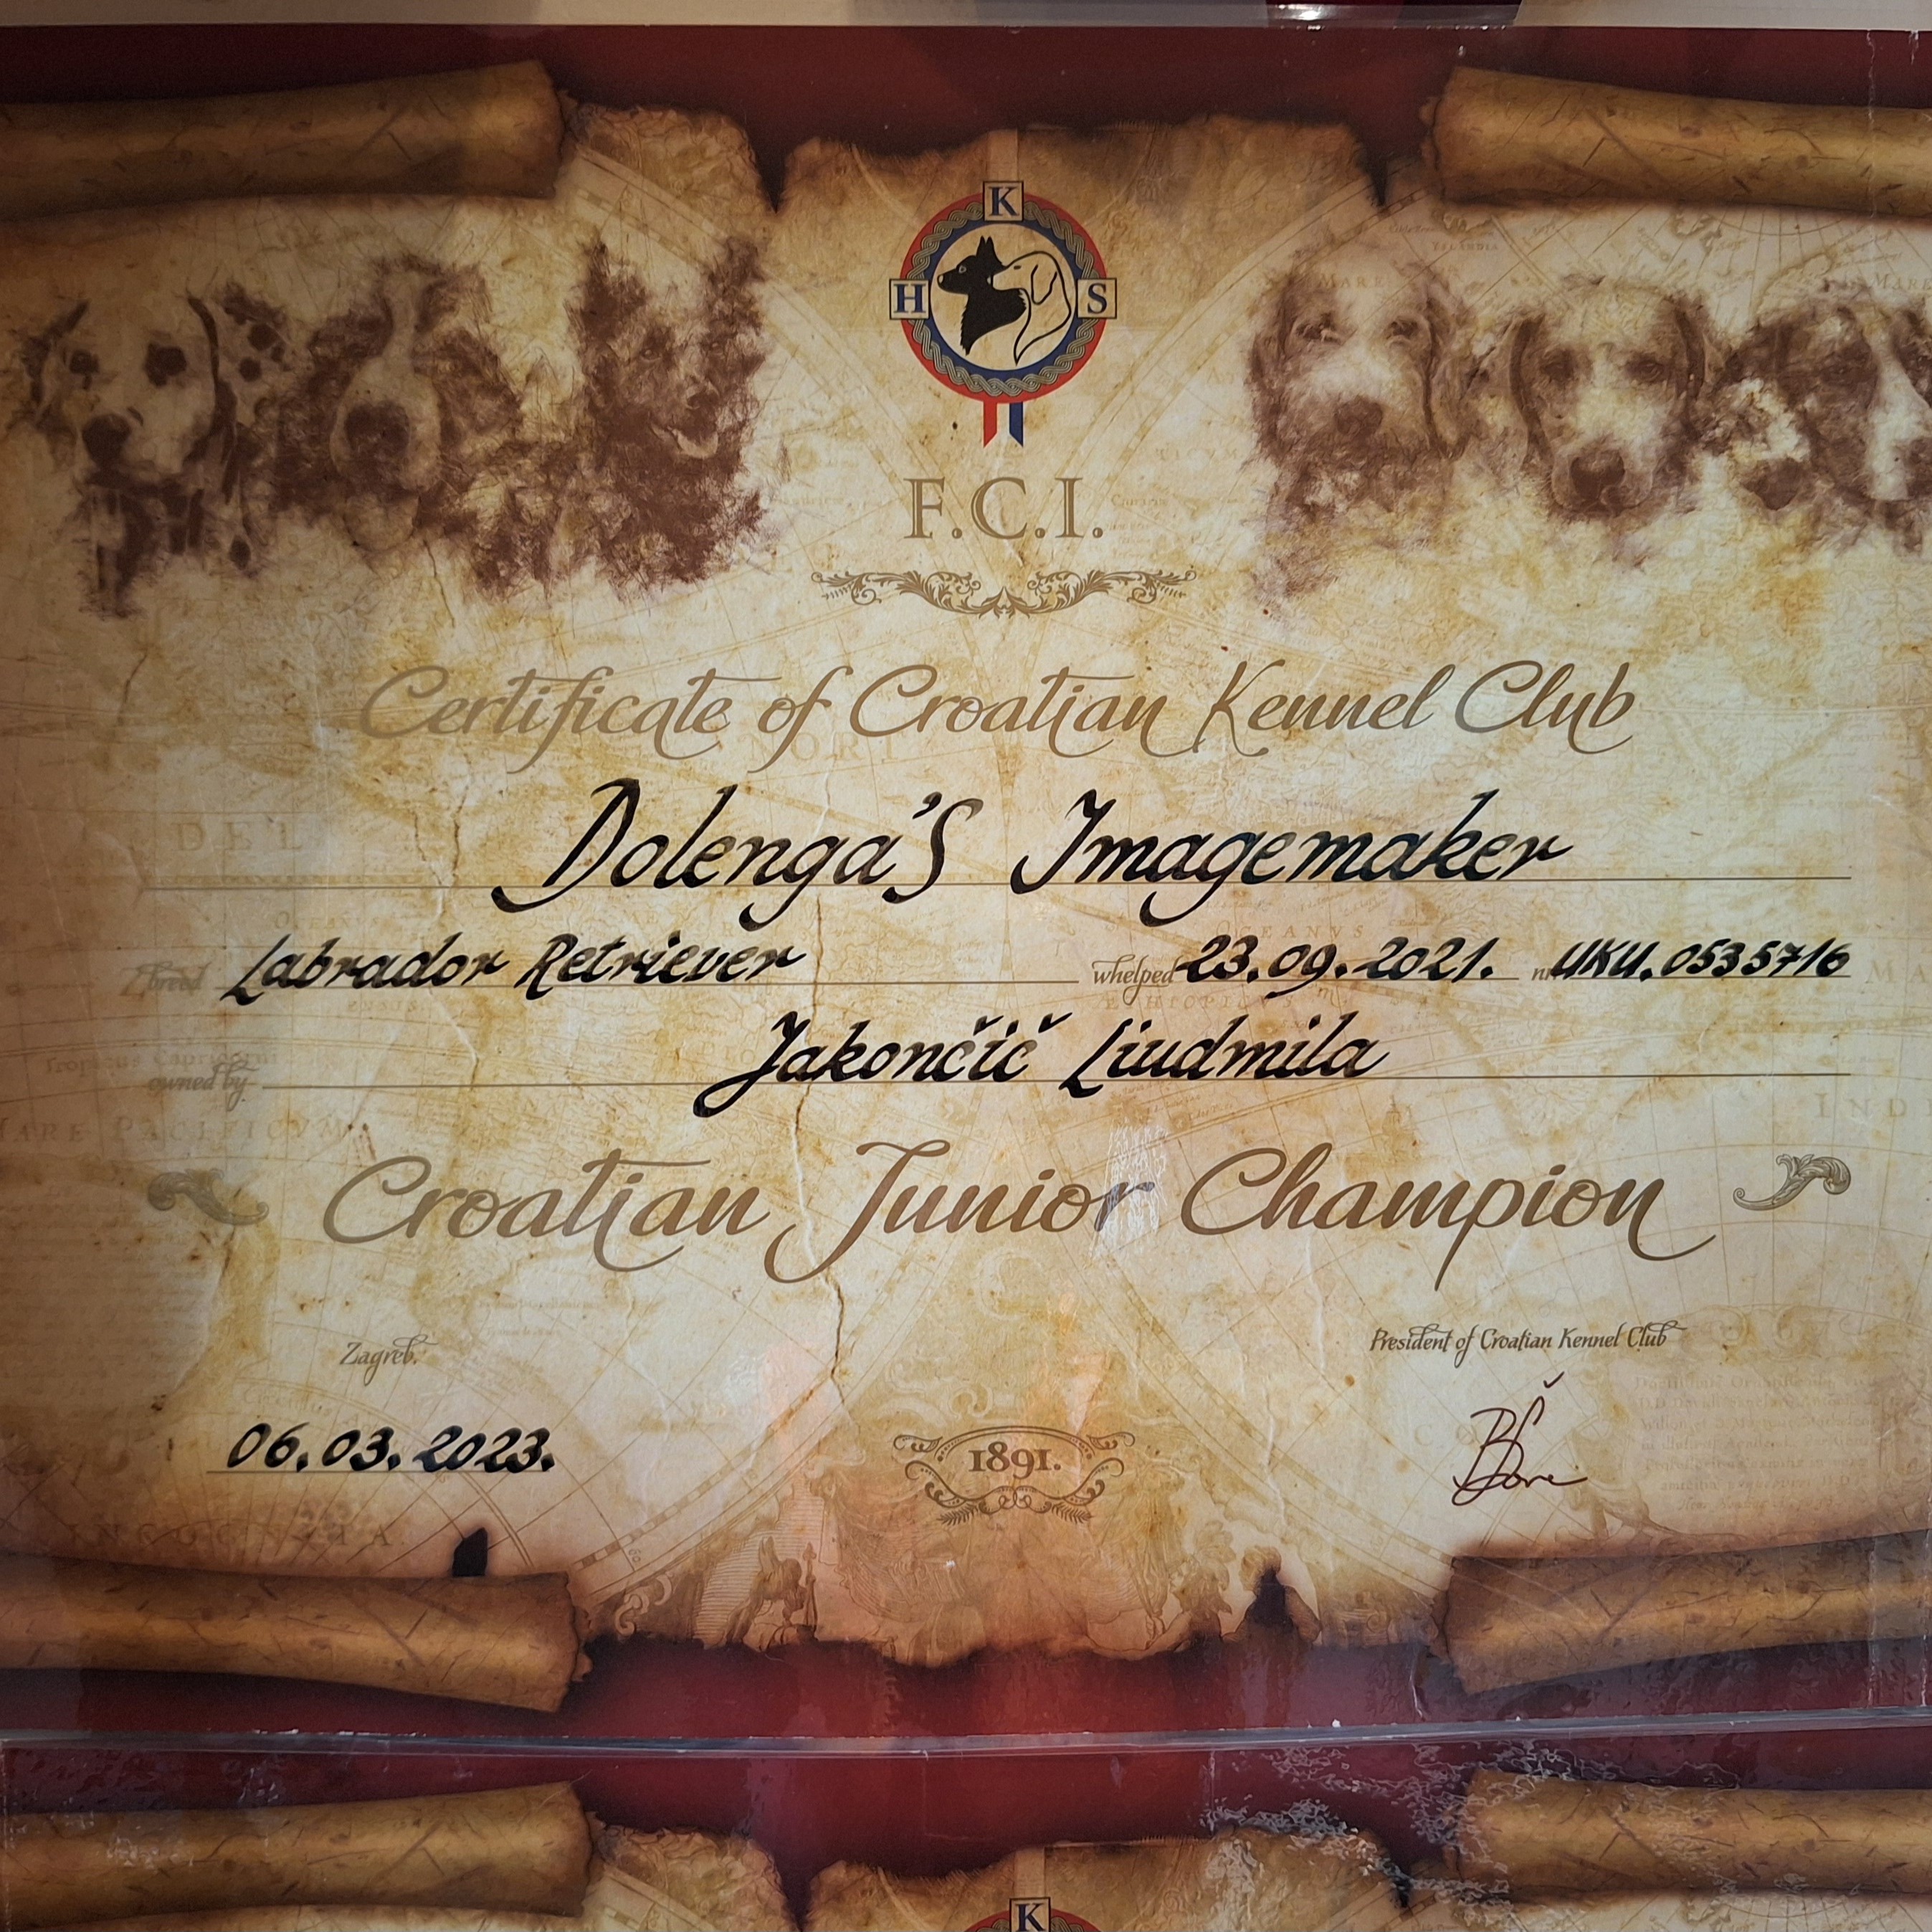 K
H S
F.C.I.
Certificate of Croatian Kennel Club
Dolenga'S Imagemaker
breed Labrador Retriever whelped 23.09.2021. nr. UKU.0535716
owned by Jakončič Liudmila
Croatian Junior Champion
Zagreb,
President of Croatian Kennel Club
06.03.2023.
1891.
K